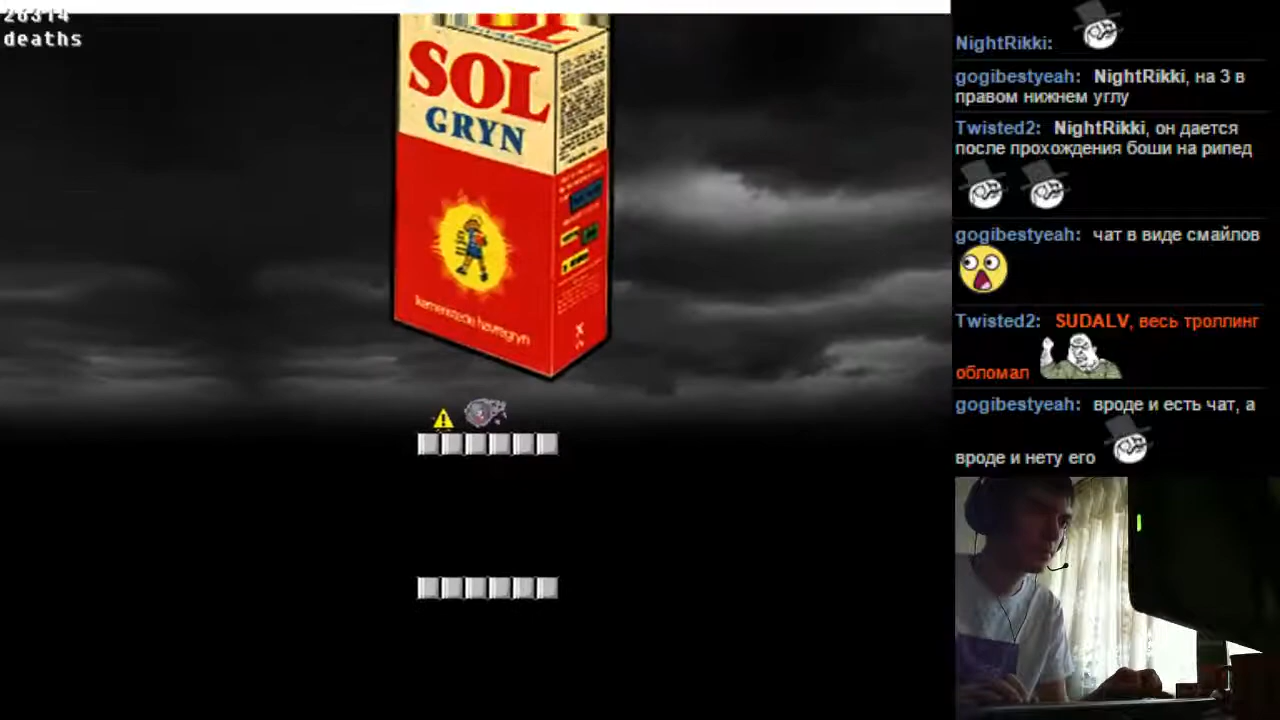 26314
deaths
SOL
GRYN
NightRikki:
gogibestyeah: NightRikki, на 3 в
правом нижнем углу
Twisted2: NightRikki, он дается
после прохождения боши на рипед
gogibestyeah: чат в виде смайлов
Twisted2: SUDALV, весь троллинг
обломал
gogibestyeah: вроде и есть чат, а
вроде и нету его